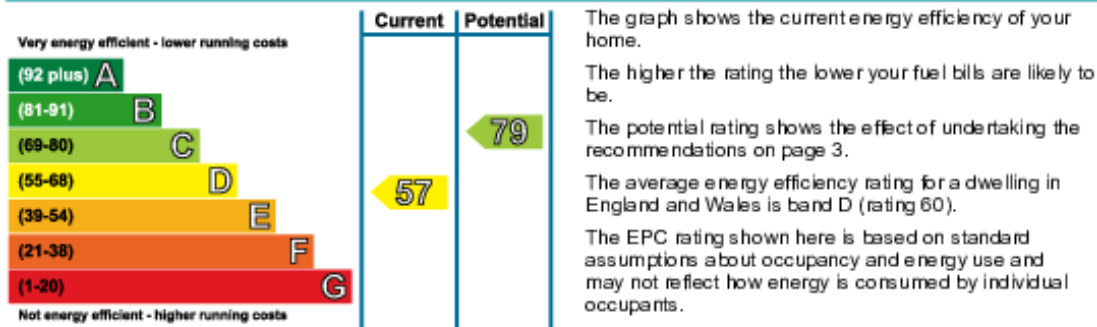 Current Potential
Very energy efficient - lower running costs
(92 plus) A
(81-91) B
(69-80) C
(55-68) D
(39-54) E
(21-38) F
(1-20) G
Not energy efficient - higher running costs
57
79
The graph shows the current energy efficiency of your
home.
The higher the rating the lower your fuel bills are likely to
be.
The potential rating shows the effect of undertaking the
recommendations on page 3.
The average energy efficiency rating for a dwelling in
England and Wales is band D (rating 60).
The EPC rating shown here is based on standard
assumptions about occupancy and energy use and
may not reflect how energy is consumed by individual
occupants.